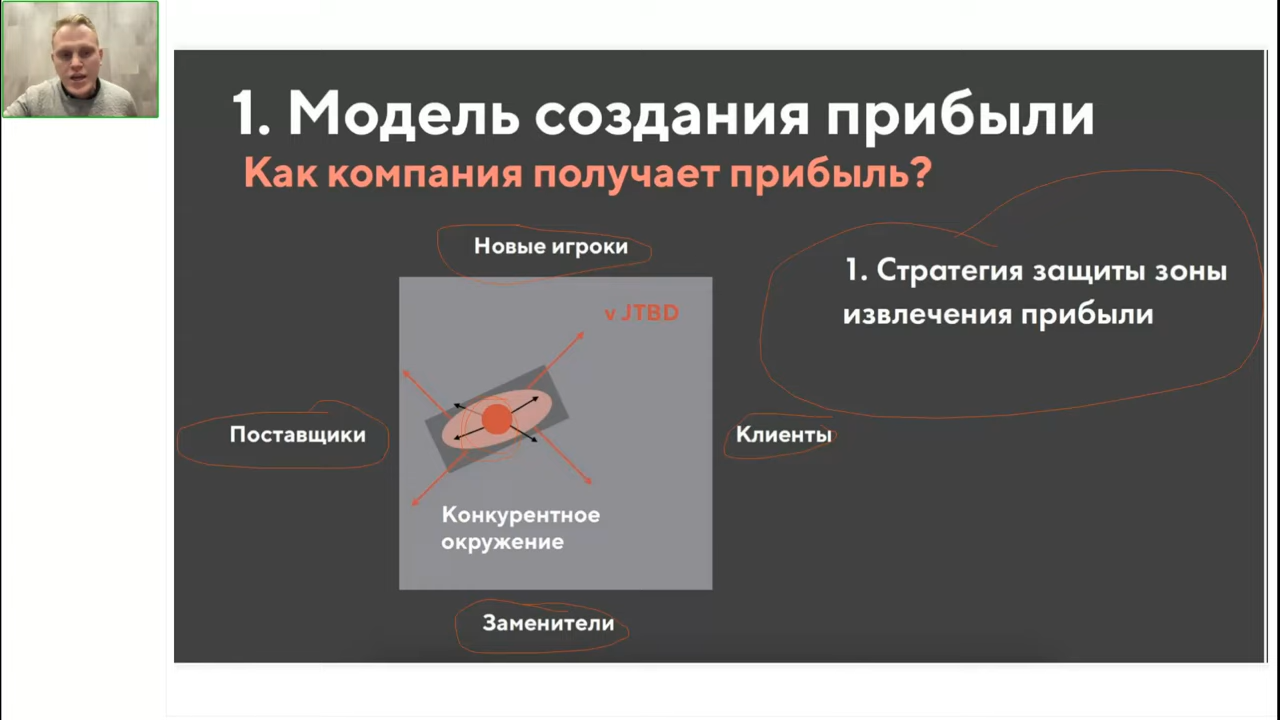 1. Модель создания прибыли
Как компания получает прибыль?
Новые игроки
1. Стратегия защиты зоны
извлечения прибыли
v JTBD
Поставщики
Клиенты
Конкурентное
окружение
Заменители